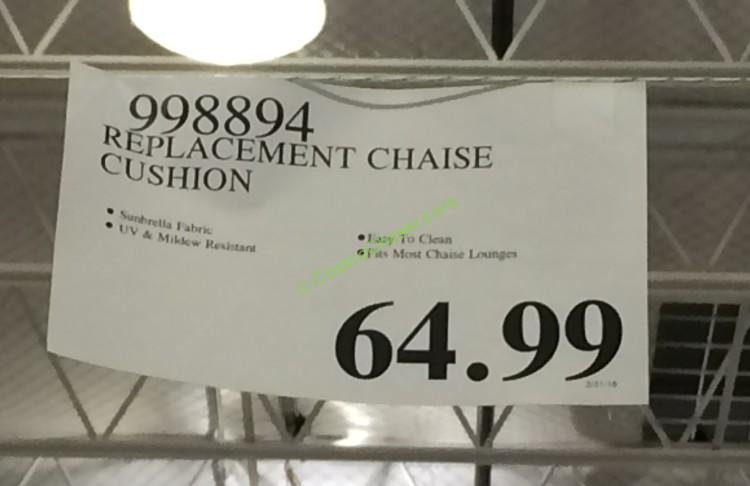 998894
REPLACEMENT CHAISE
CUSHION
• Sunbrella Fabric
• UV & Mildew Resistant
• Easy To Clean
• Fits Most Chaise Lounges
64.99